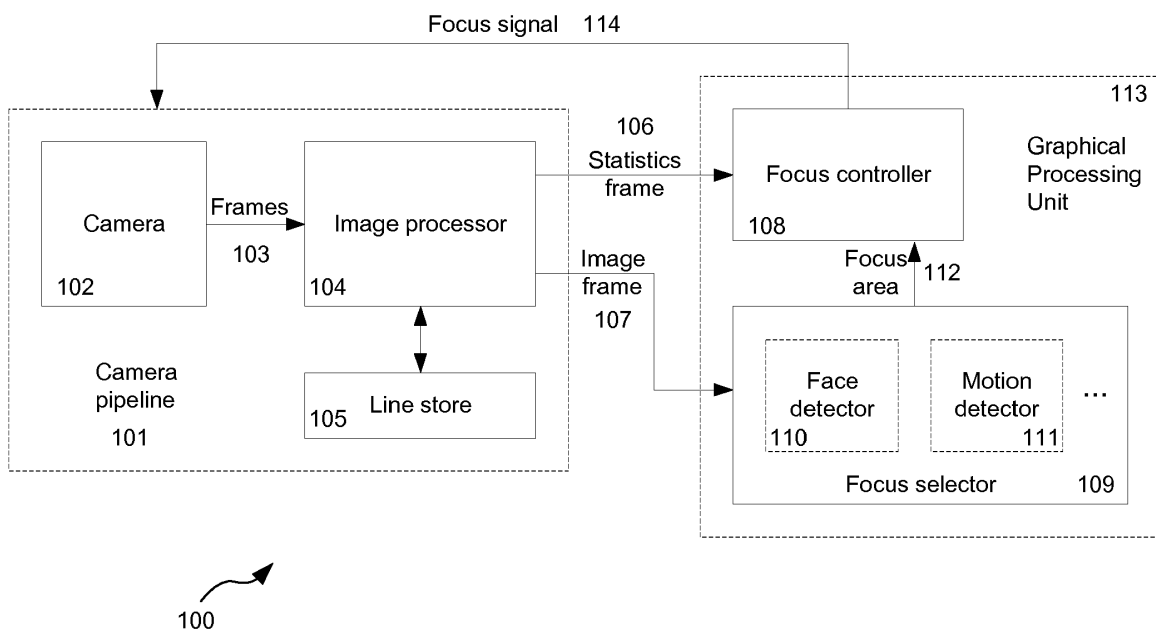 Focus signal 114
113
106
Statistics
frame
Graphical
Processing
Unit
Focus controller
108
Camera
102
Frames
103
Image processor
104
Image
frame
107
Focus
area
112
Camera
pipeline
101
Line store
105
Face
detector
110
Motion
detector
111
...
Focus selector 109
100